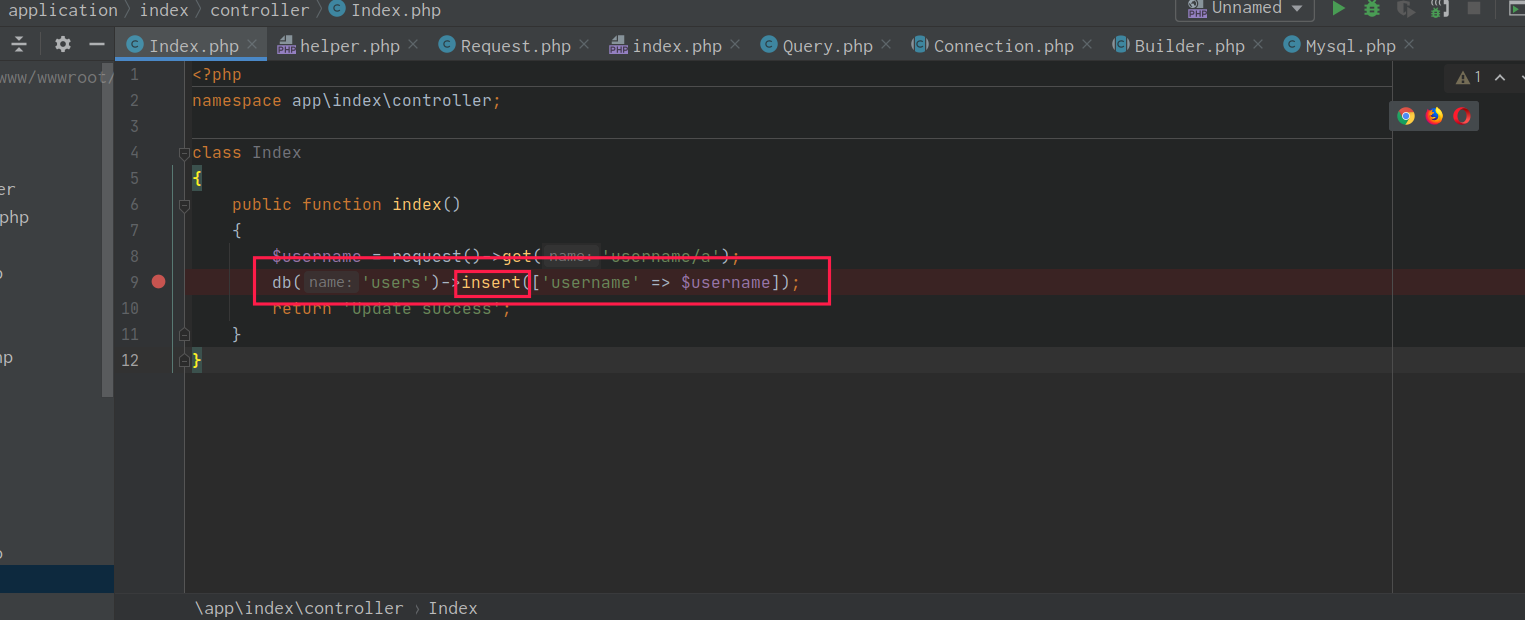 application > index > controller > Index.php
Unnamed
Index.php helper.php Request.php index.php Query.php Connection.php Builder.php Mysql.php
www/wwwroot/
1 <?php
1
2 namespace app\index\controller;
3
4 class Index
5 {
er
6 public function index()
php
7 {
8 $username = request()->get( name: 'username/a');
9 db( name: 'users')->insert(['username' => $username]);
10 return 'Update success';
11 }
12 }
\app\index\controller > Index